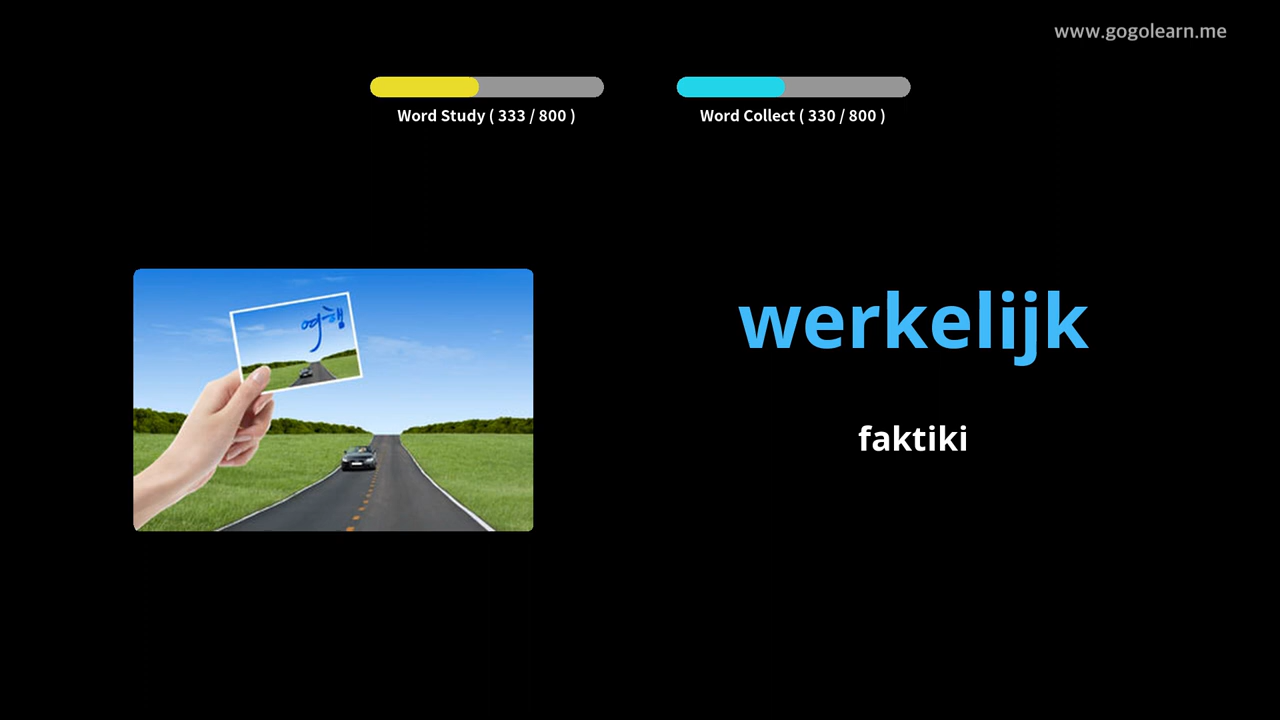 www.gogolearn.me
Word Study ( 333 / 800 )
Word Collect ( 330 / 800 )
여행
werkelijk
faktiki